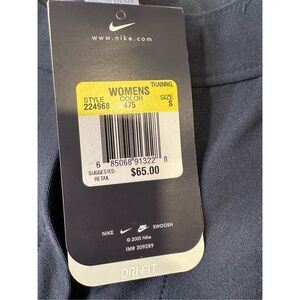 www.nike.com
TRAINING
WOMENS
STYLE COLOR SIZE
224968 475 S
6 85068 91322 8
SUGGESTED RETAIL $65.00
NIKE SWOOSH
© 2005 Nike
IM# 309289
DRI-FIT